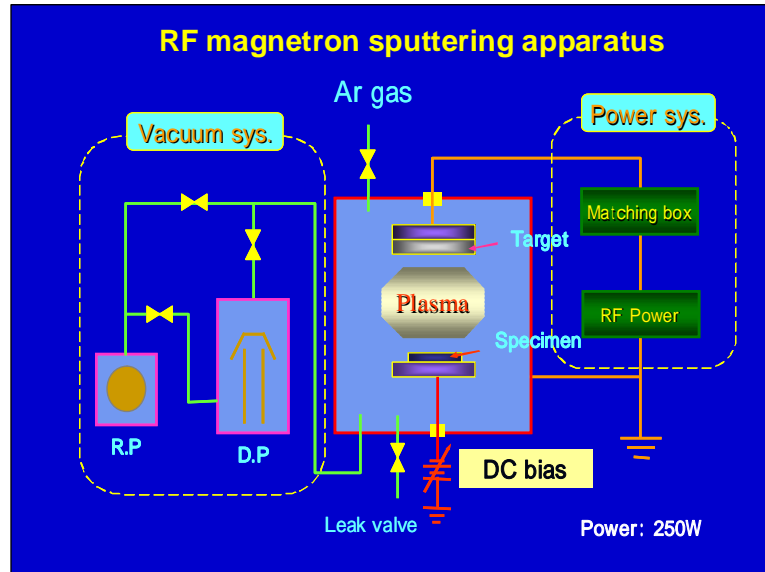 RF magnetron sputtering apparatus
Ar gas
Vacuum sys.
Power sys.
Matching box
Target
Plasma
RF Power
Specimen
R.P
D.P
DC bias
Leak valve
Power: 250W